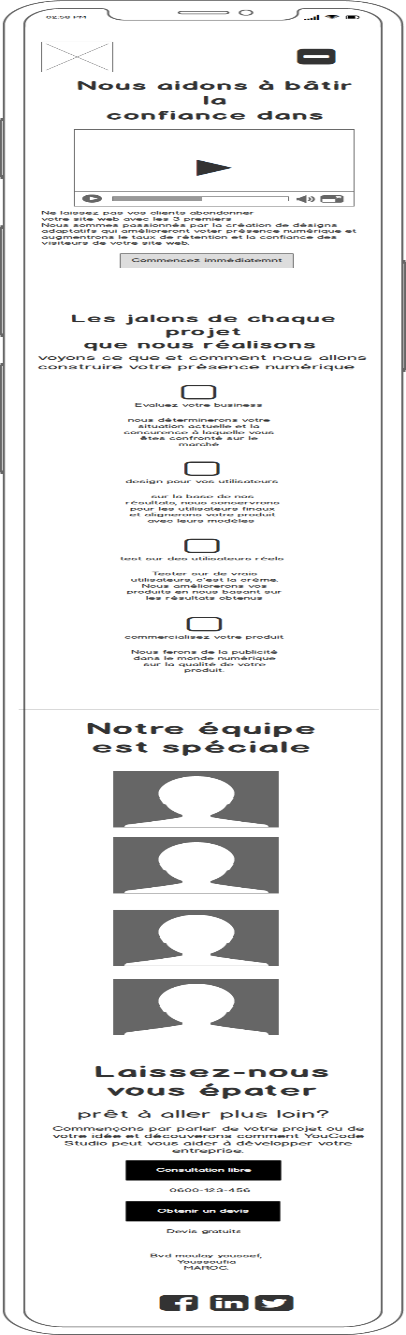 02:58 PM
Nous aidons à bâtir
la
confiance dans
Ne laissez pas vos clients abondonner
votre site web avec les 3 premiers
Nous sommes passionnés par la création de désigns
adaptatifs qui amélioreront voter présence numérique et
augmentrons le taux de rétention et la confiance des
visiteurs de votre site web.
Commencez immédiatemnt
Les jalons de chaque
projet
que nous réalisons
voyons ce que et comment nous allons
construire votre présence numérique
Evaluez votre business
nous déterminerons votre
situation actuelle et la
concurence à laquelle vous
êtes confronté sur le
marché
design pour vos utilisateurs
sur la base de nos
résultats, nous concervrons
pour les utilisateurs finaux
et alignerons votre produit
avec leurs modèles
test sur des utilisateurs réels
Tester sur de vrais
utilisateurs, c'est la crème.
Nous améliorerons vos
produits en nous basant sur
les résultats obtenus
commercialisez votre produit
Nous ferons de la publicité
dans le monde numérique
sur la qualité de votre
produit.
Notre équipe
est spéciale
Laissez-nous
vous épater
prêt à aller plus loin?
Commençons par parler de votre projet ou de
votre idée et découverons comment YouCode
Studio peut vous aider à développer votre
entreprise.
Consultation libre
0600-123-456
Obtenir un devis
Devis gratuits
Bvd moulay youssef,
Youssoufia
MAROC.